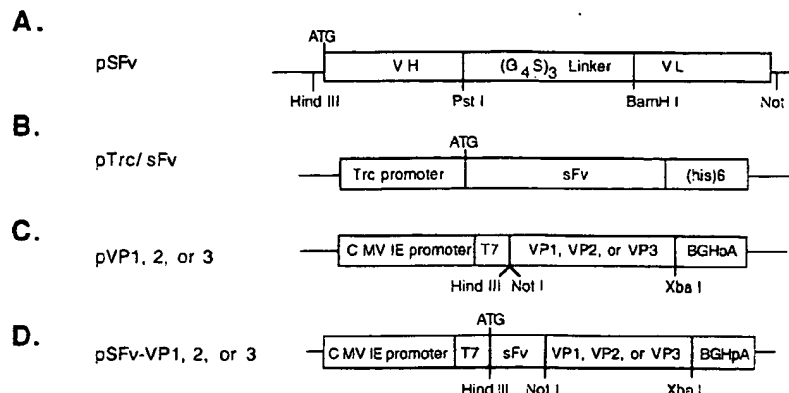 A.
ATG
pSFv
V H
(G4S)3 Linker
V L
Hind III
Pst I
BamH I
Not
B.
ATG
pTrc/ sFv
Trc promoter
sFv
(his)6
C.
pVP1, 2, or 3
C MV IE promoter
T7
VP1, VP2, or VP3
BGHpA
Hind III
Not I
Xba I
D.
ATG
pSFv-VP1, 2, or 3
C MV IE promoter
T7
sFv
VP1, VP2, or VP3
BGHpA
Hind III
Not I
Xba I